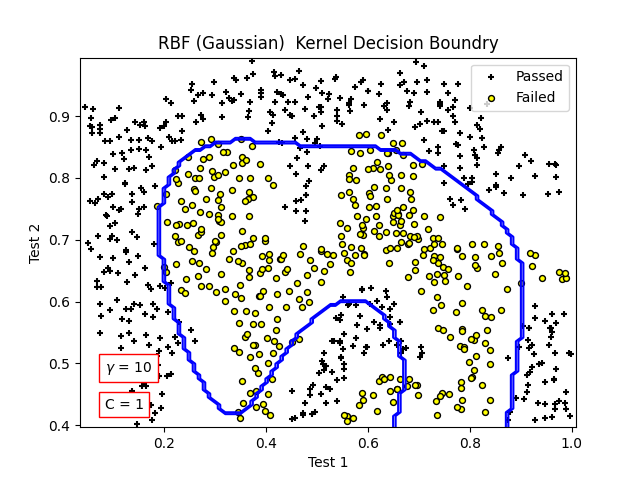 RBF (Gaussian)  Kernel Decision Boundry
Passed
Failed
Test 2
0.9
0.8
0.7
0.6
0.5
0.4
γ = 10
C = 1
0.2
0.4
0.6
0.8
1.0
Test 1